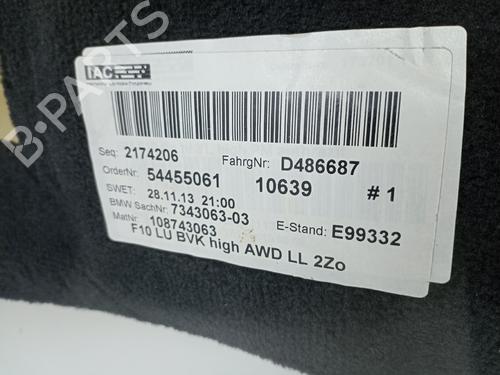 B-PARTS
IAC
Seq: 2174206 FahrgNr: D486687
OrderNr: 54455061 10639 # 1
SWET: 28.11.13 21:00
BMW SachNr: 7343063-03 E-Stand: E99332
MatNr: 108743063
F10 LU BVK high AWD LL 2Zo